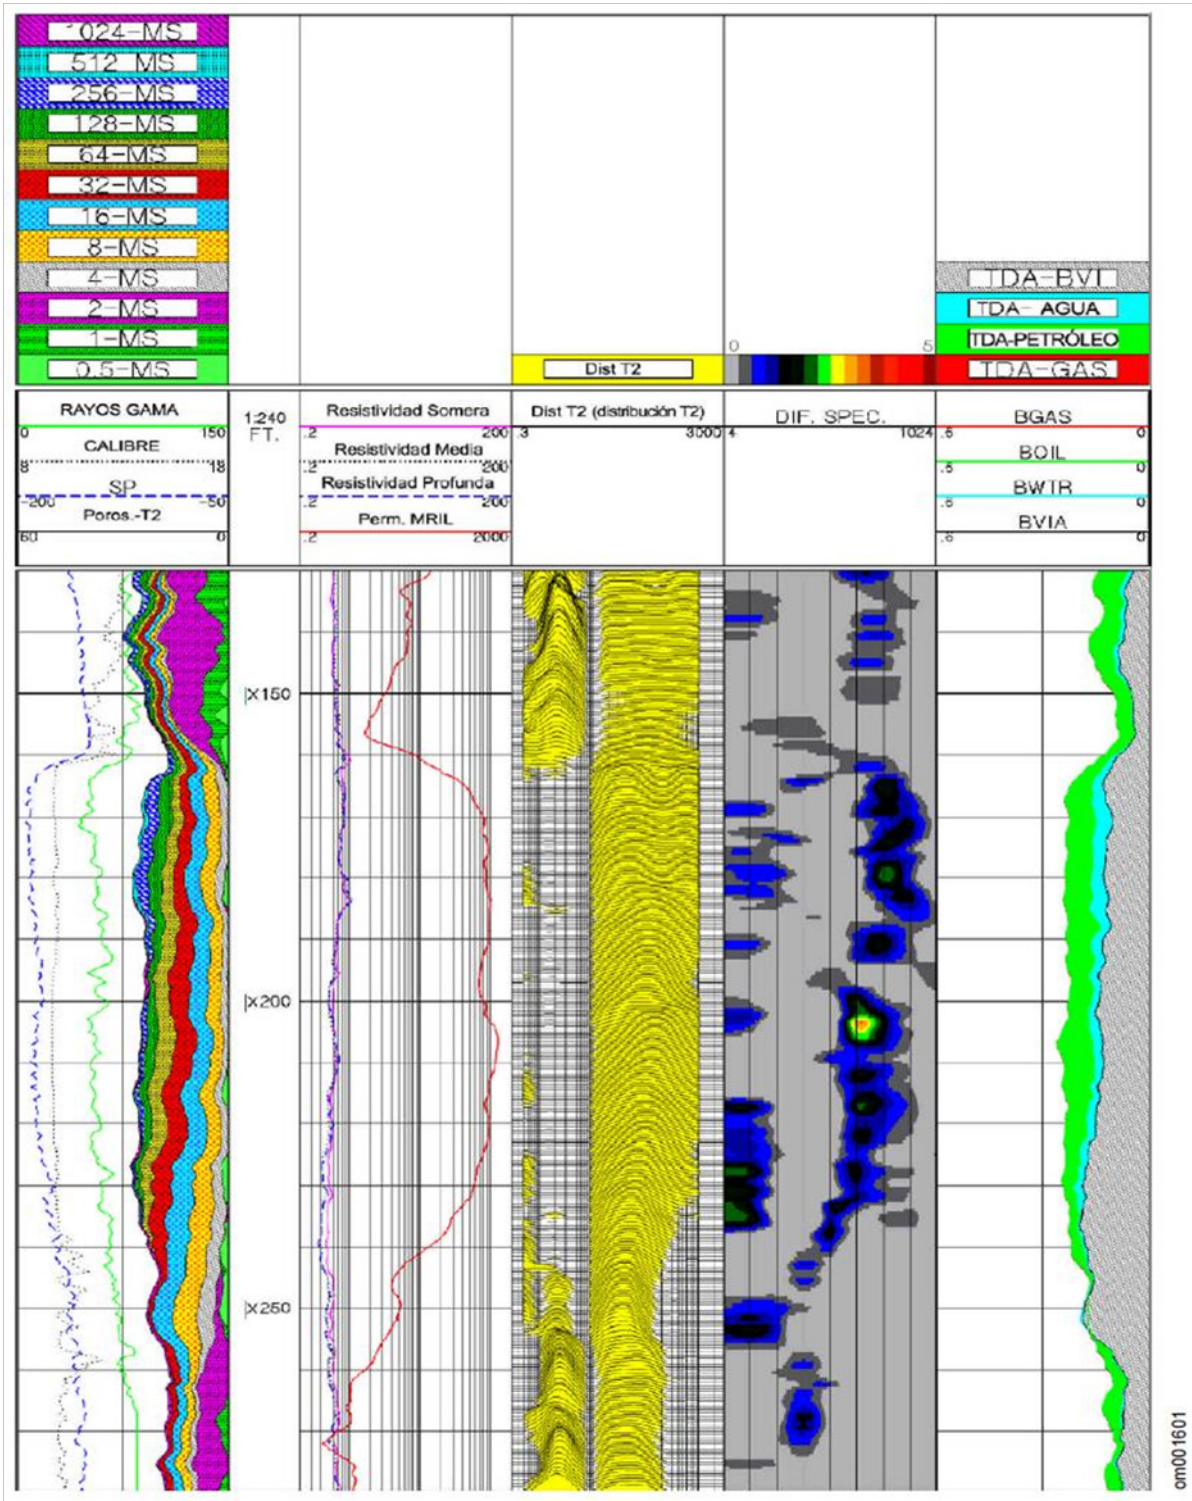 1024-MS
512-MS
256-MS
128-MS
64-MS
32-MS
16-MS
8-MS
4-MS
2-MS
1-MS
0.5-MS
Dist T2
0 5
TDA-BVI
TDA- AGUA
TDA-PETRÓLEO
TDA-GAS
RAYOS GAMA
0 150
CALIBRE
8 18
SP
-200 -50
Poros.-T2
60 0
1:240
FT.
Resistividad Somera
.2 200
Resistividad Media
.2 200
Resistividad Profunda
.2 200
Perm. MRIL
.2 2000
Dist T2 (distribución T2)
.3 3000
DIF. SPEC.
4 1024
BGAS
.6 0
BOIL
.6 0
BWTR
.6 0
BVIA
.6 0
X150
X200
X250
om001601